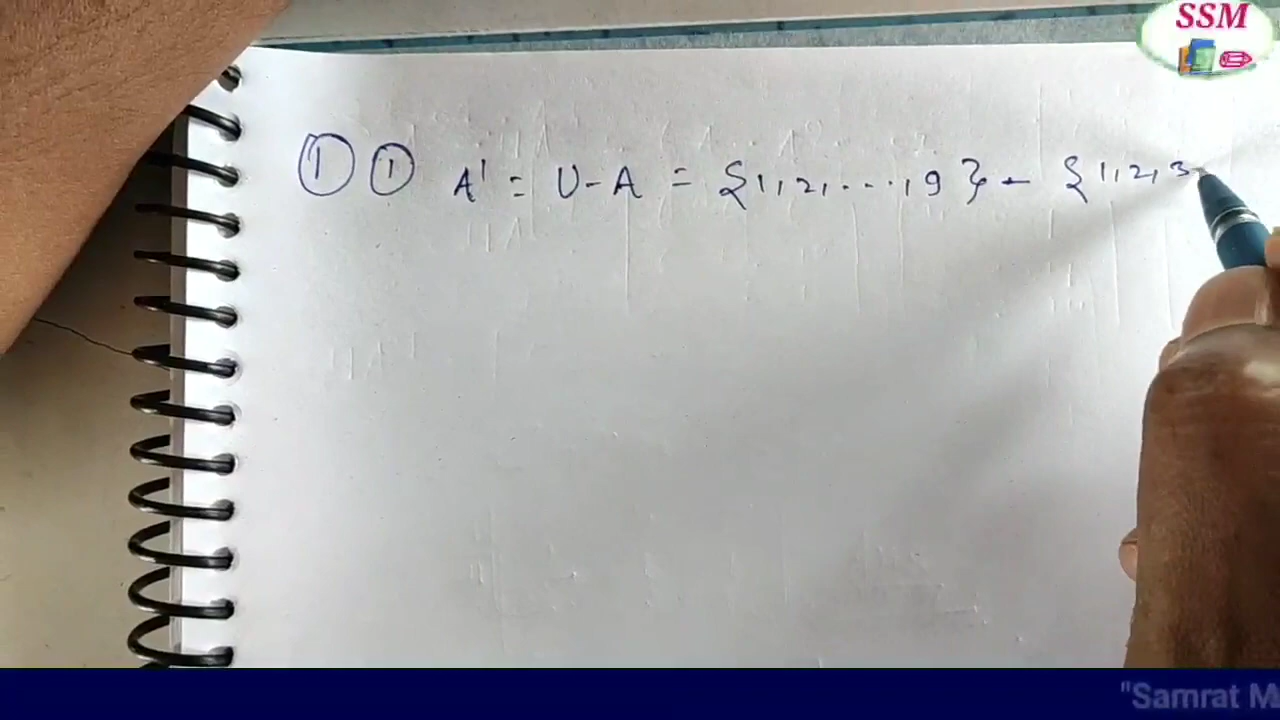 SSM
① ① A' = U - A = {1, 2, ..., 9} - {1, 2, 3
"Samrat M